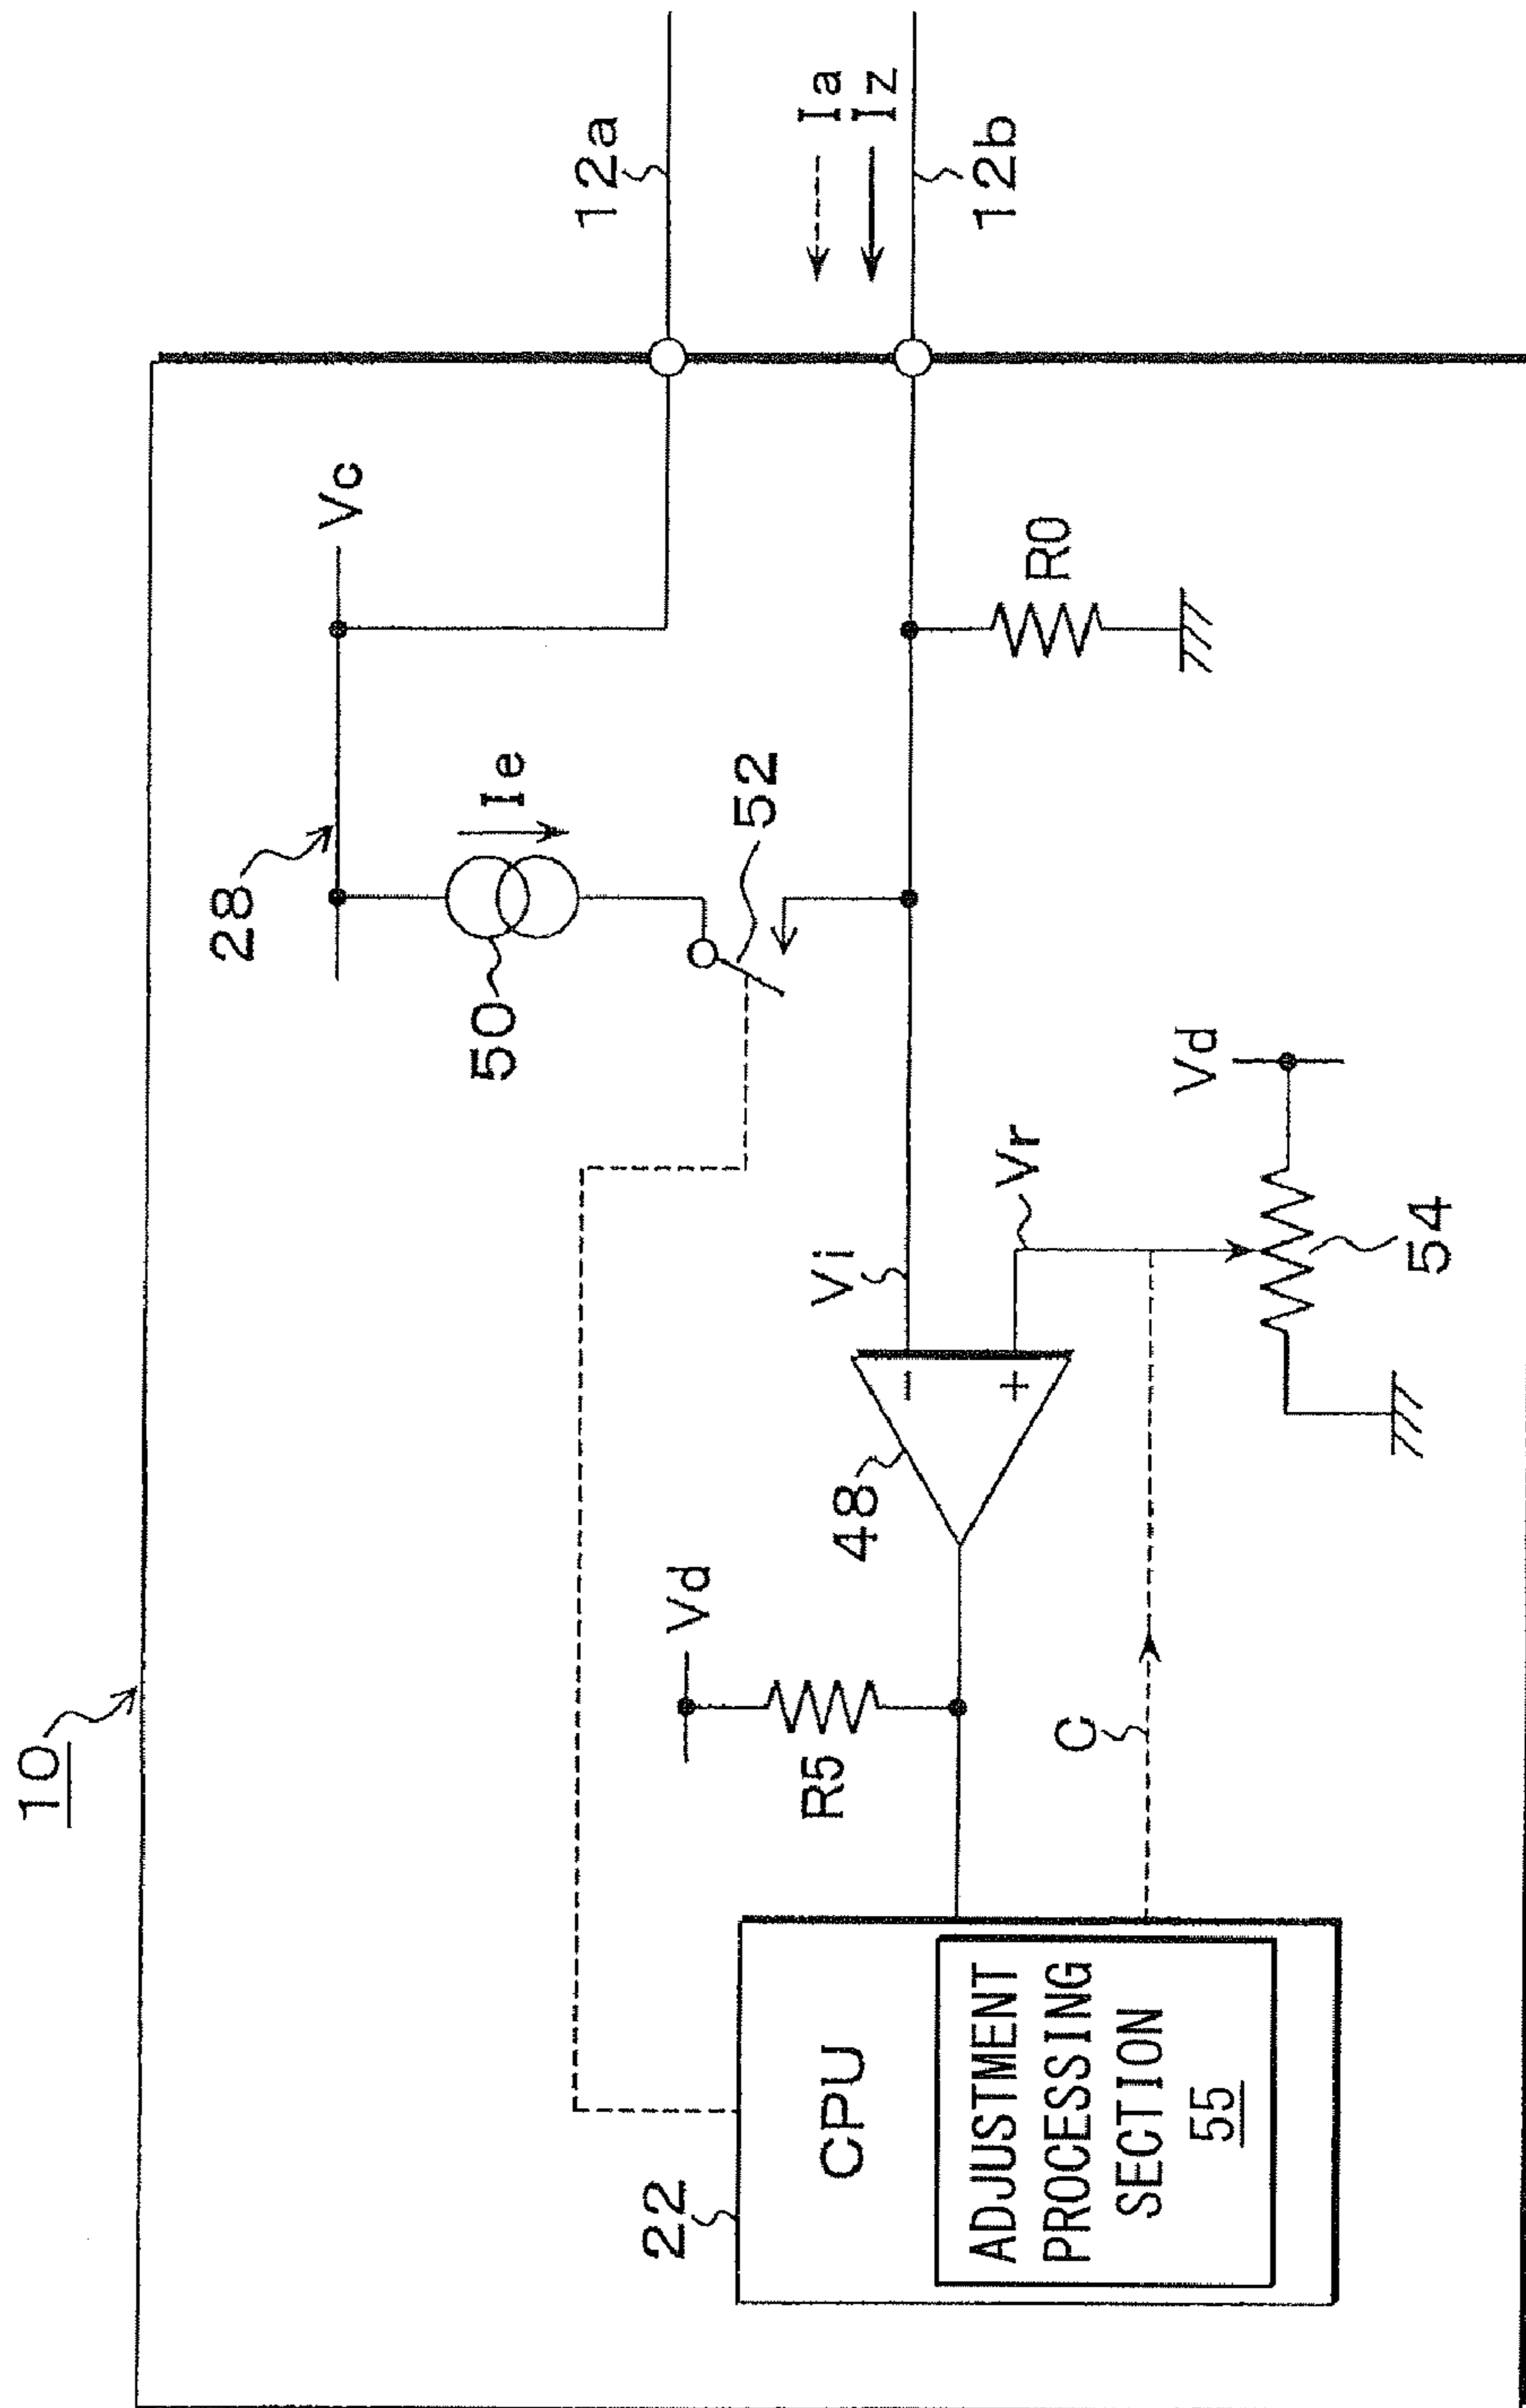 10
28
Vc
12a
Ia
Iz
12b
Ie
50
52
R0
Vi
Vr
Vd
54
48
Vd
R5
C
22
CPU
ADJUSTMENT
PROCESSING
SECTION
55
−
+